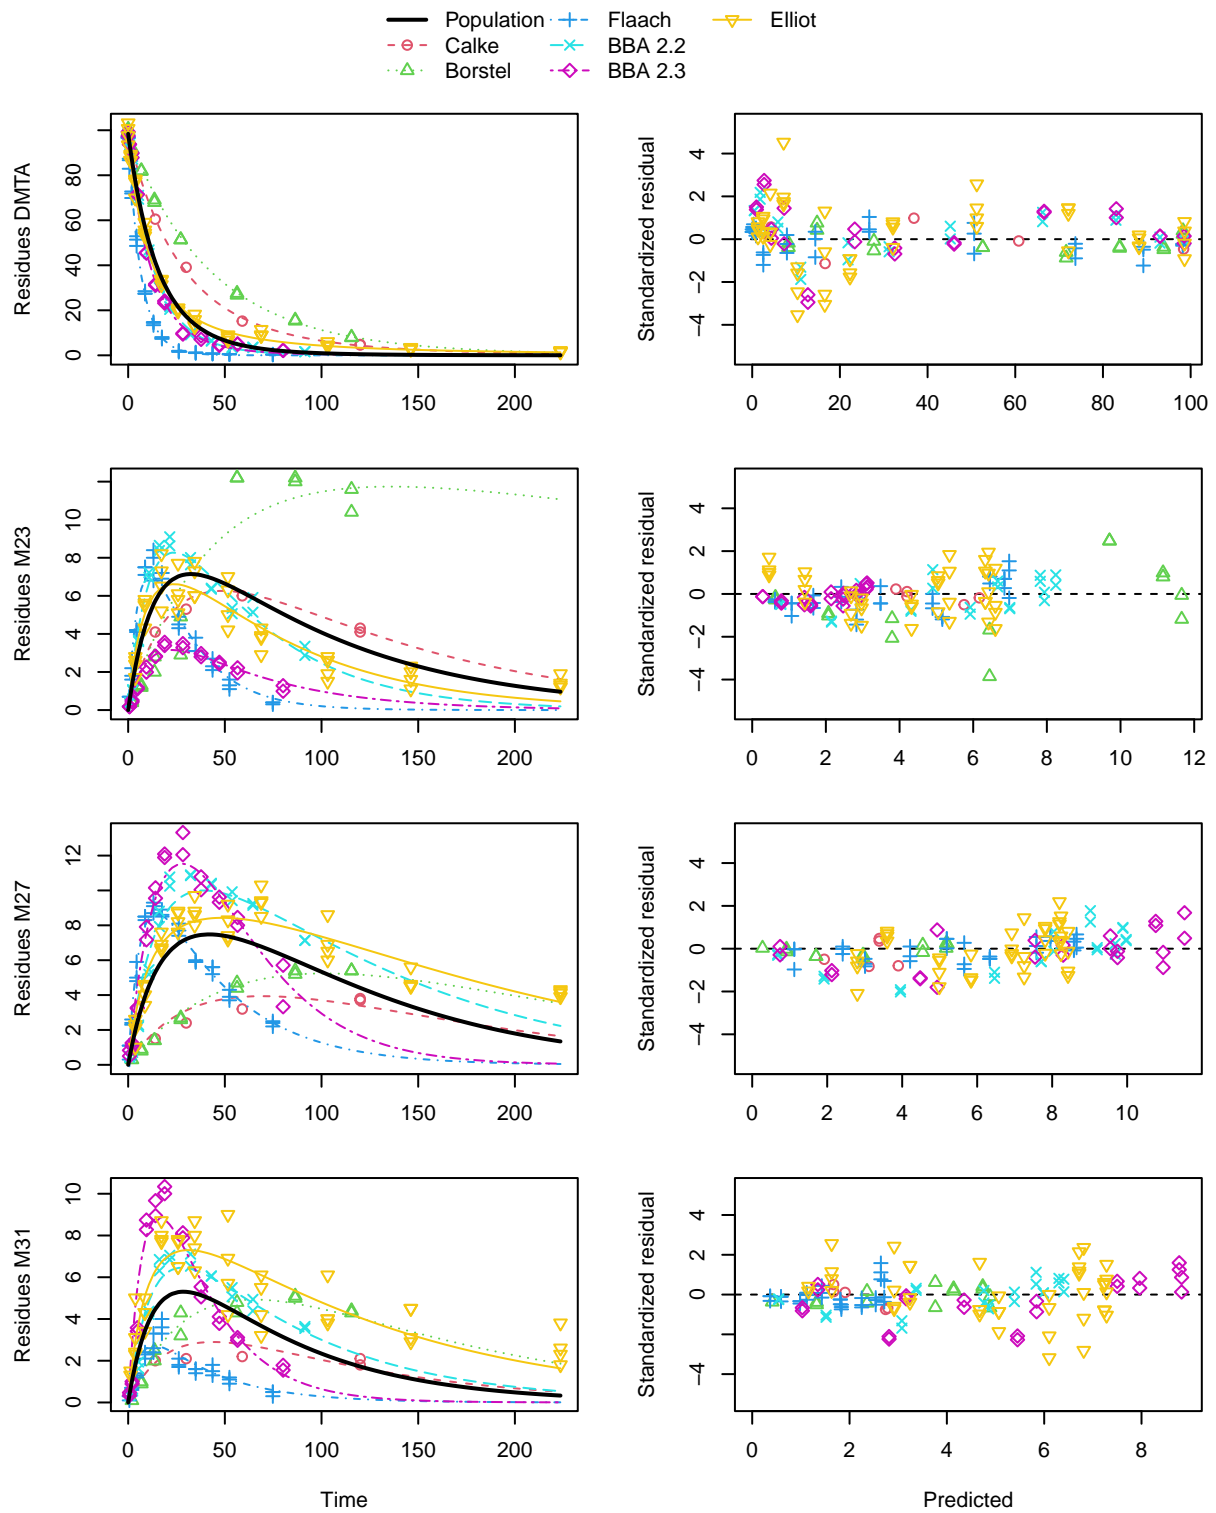 Population Flaach Elliot
Calke BBA 2.2
Borstel BBA 2.3
Residues DMTA
0 20 40 60 80
0 50 100 150 200
Standardized residual
−4 −2 0 2 4
0 20 40 60 80 100
Residues M23
0 2 4 6 8 10
0 50 100 150 200
Standardized residual
−4 −2 0 2 4
0 2 4 6 8 10 12
Residues M27
0 2 4 6 8 10 12
0 50 100 150 200
Standardized residual
−4 −2 0 2 4
0 2 4 6 8 10
Residues M31
0 2 4 6 8 10
0 50 100 150 200
Time
Standardized residual
−4 0 2 4
0 2 4 6 8
Predicted